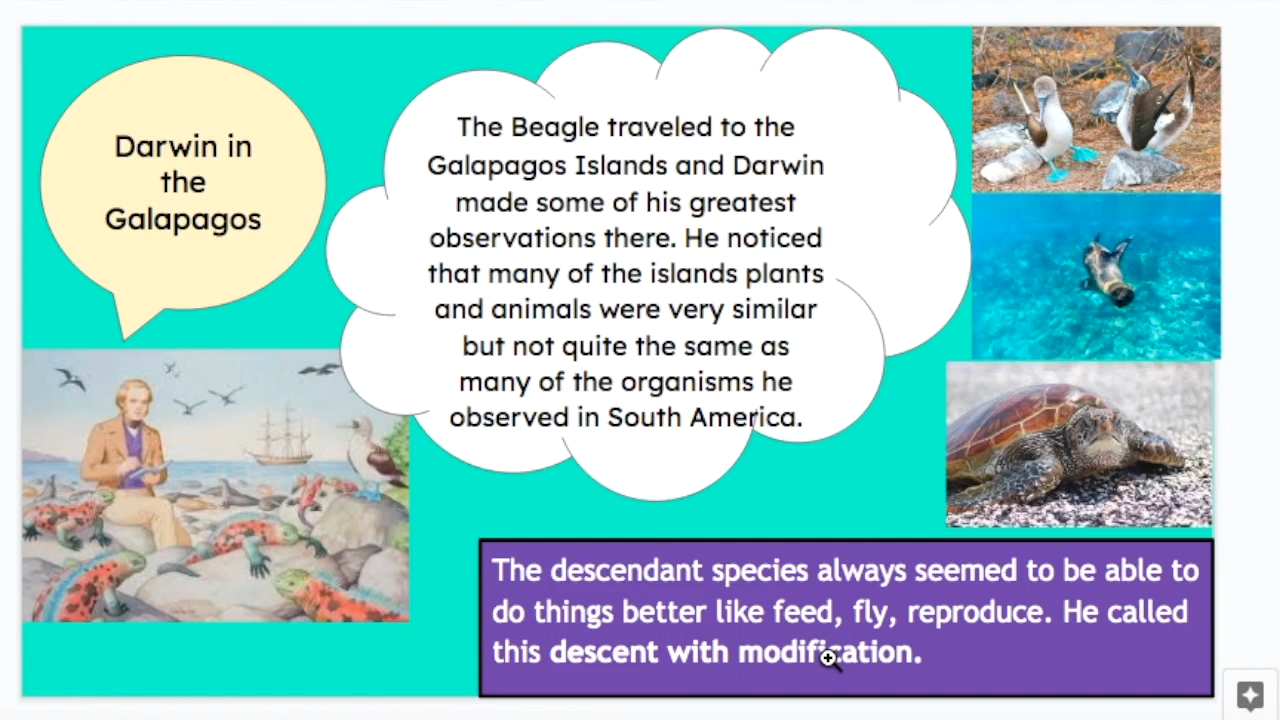 Darwin in
the
Galapagos
The Beagle traveled to the
Galapagos Islands and Darwin
made some of his greatest
observations there. He noticed
that many of the islands plants
and animals were very similar
but not quite the same as
many of the organisms he
observed in South America.
The descendant species always seemed to be able to
do things better like feed, fly, reproduce. He called
this descent with modification.